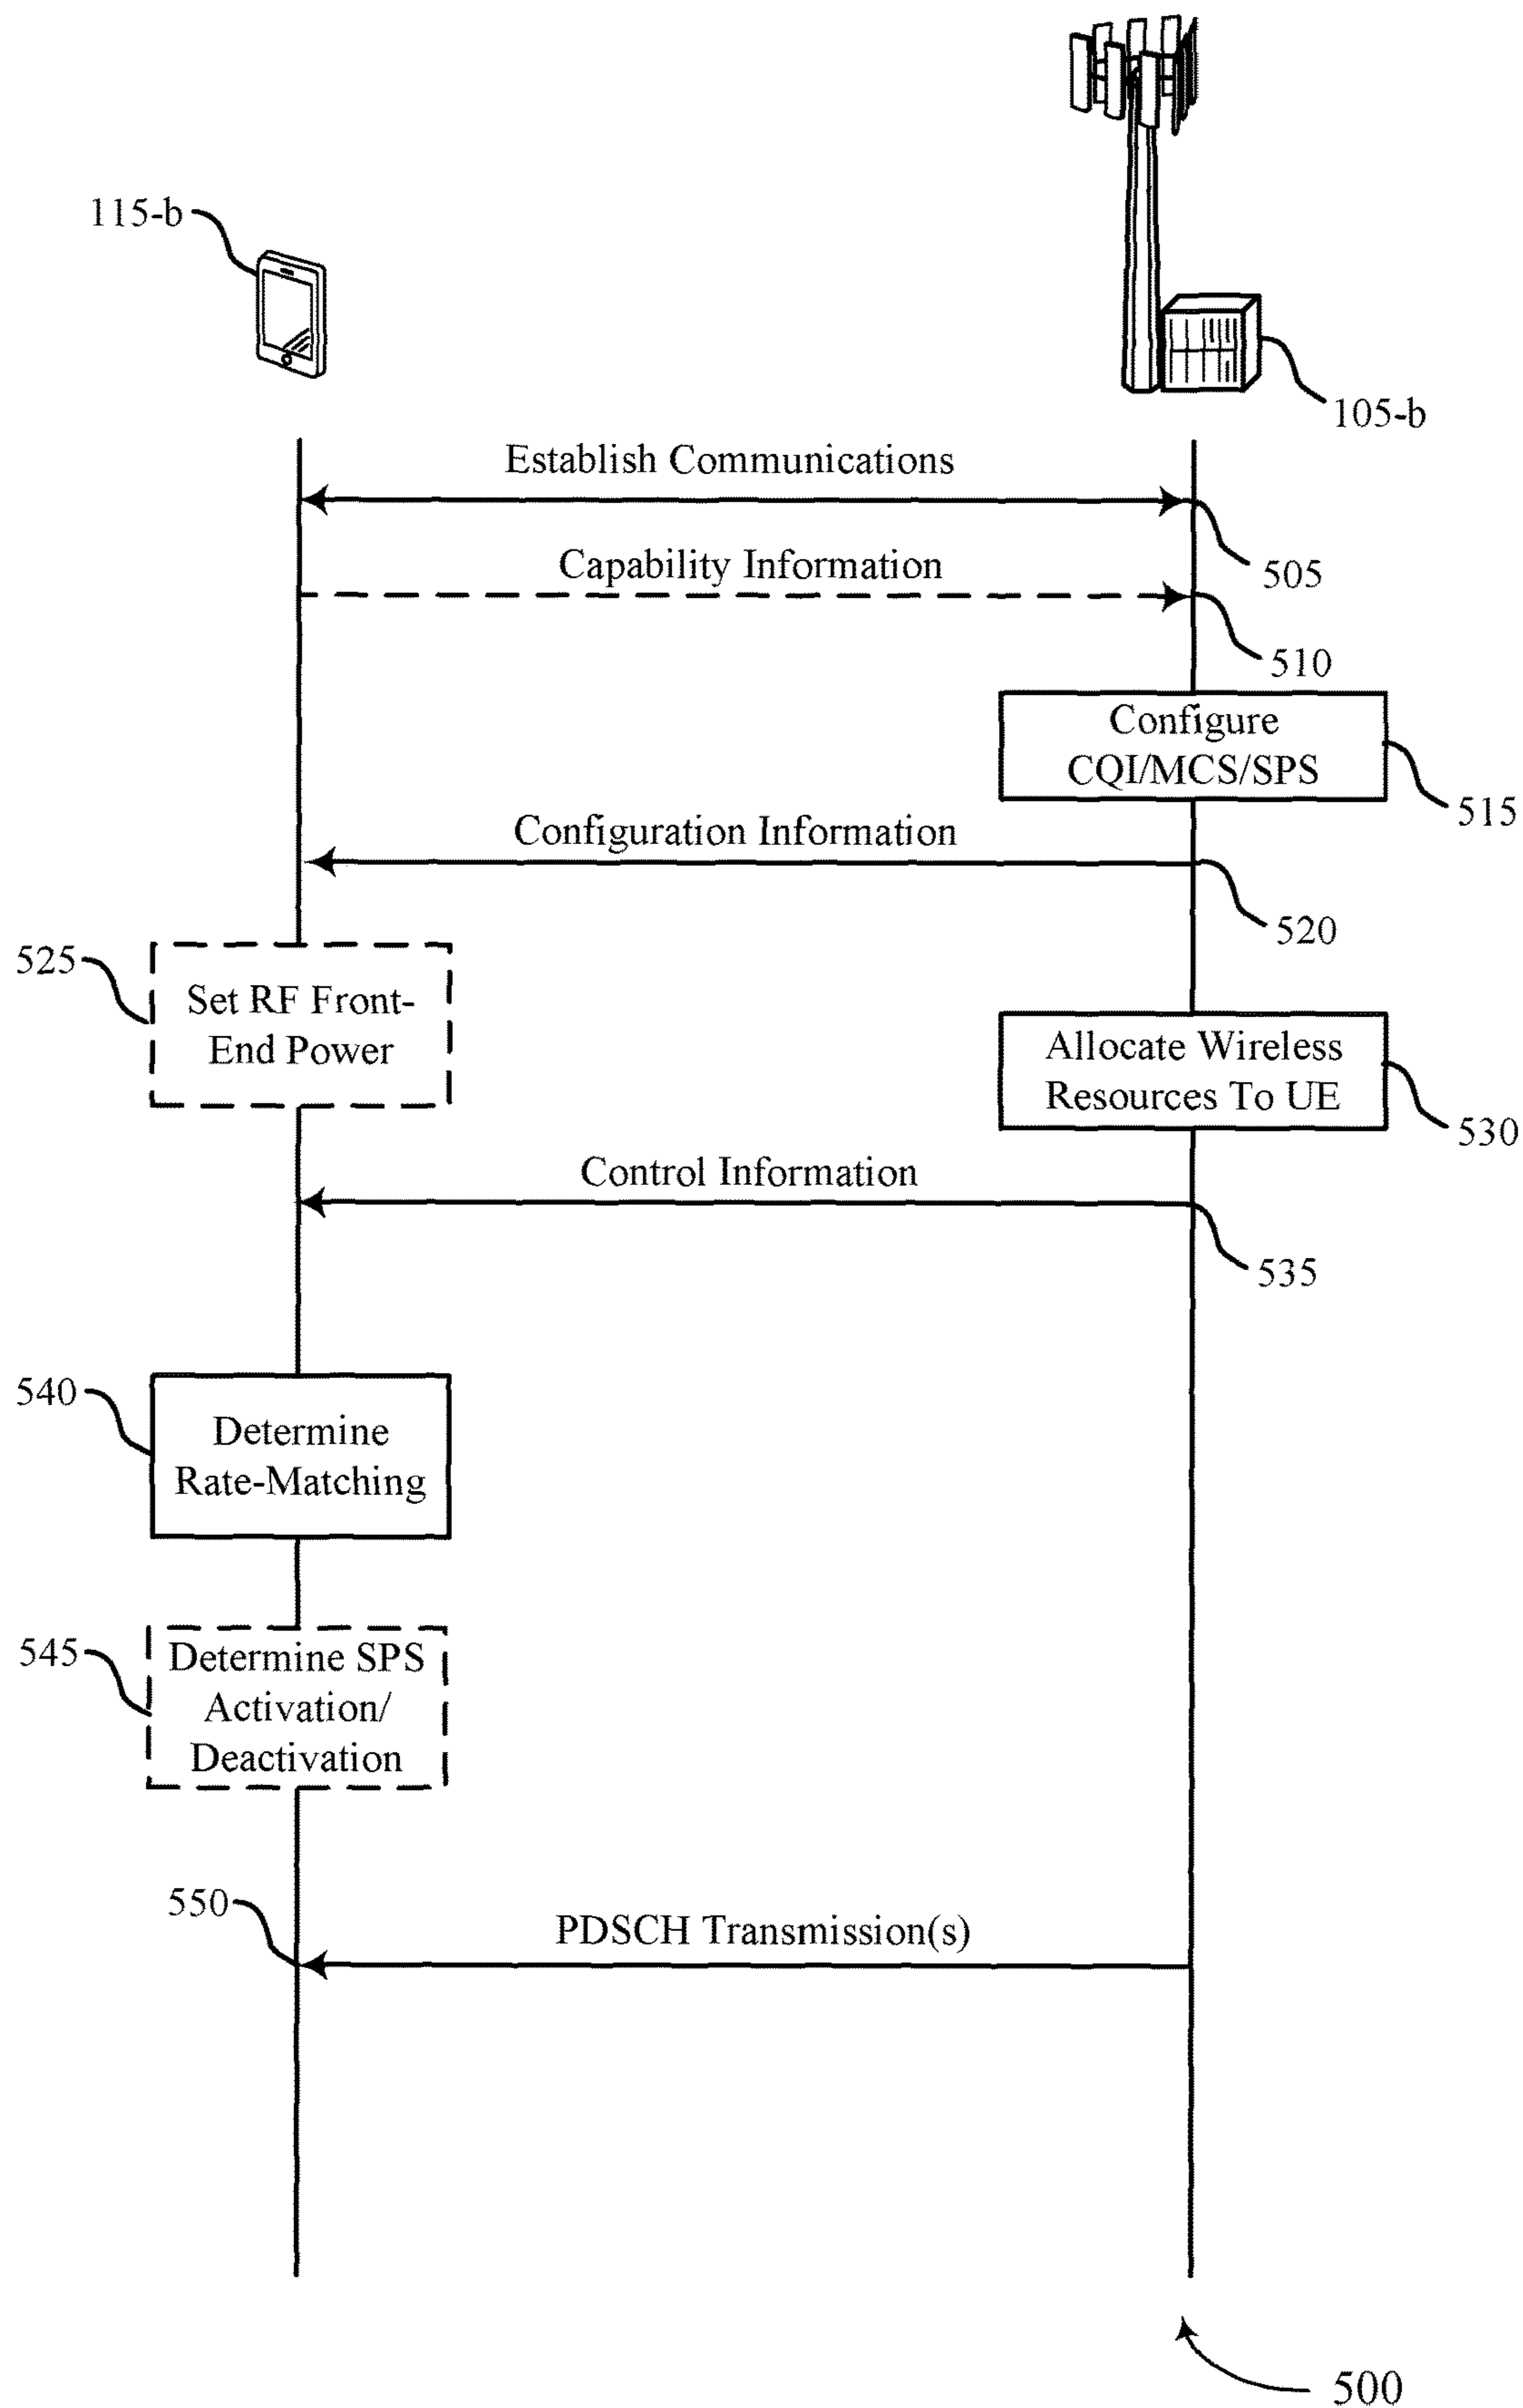 115-b
105-b
Establish Communications
505
Capability Information
510
Configure
CQI/MCS/SPS
515
Configuration Information
520
525
Set RF Front-
End Power
Allocate Wireless
Resources To UE
530
Control Information
535
540
Determine
Rate-Matching
545
Determine SPS
Activation/
Deactivation
550
PDSCH Transmission(s)
500